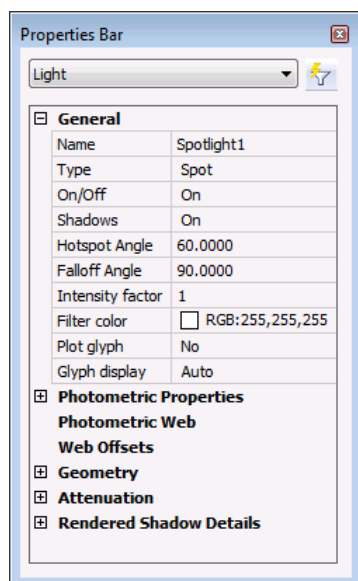 Properties Bar
Light
General
Name Spotlight1
Type Spot
On/Off On
Shadows On
Hotspot Angle 60.0000
Falloff Angle 90.0000
Intensity factor 1
Filter color RGB:255,255,255
Plot glyph No
Glyph display Auto
Photometric Properties
Photometric Web
Web Offsets
Geometry
Attenuation
Rendered Shadow Details